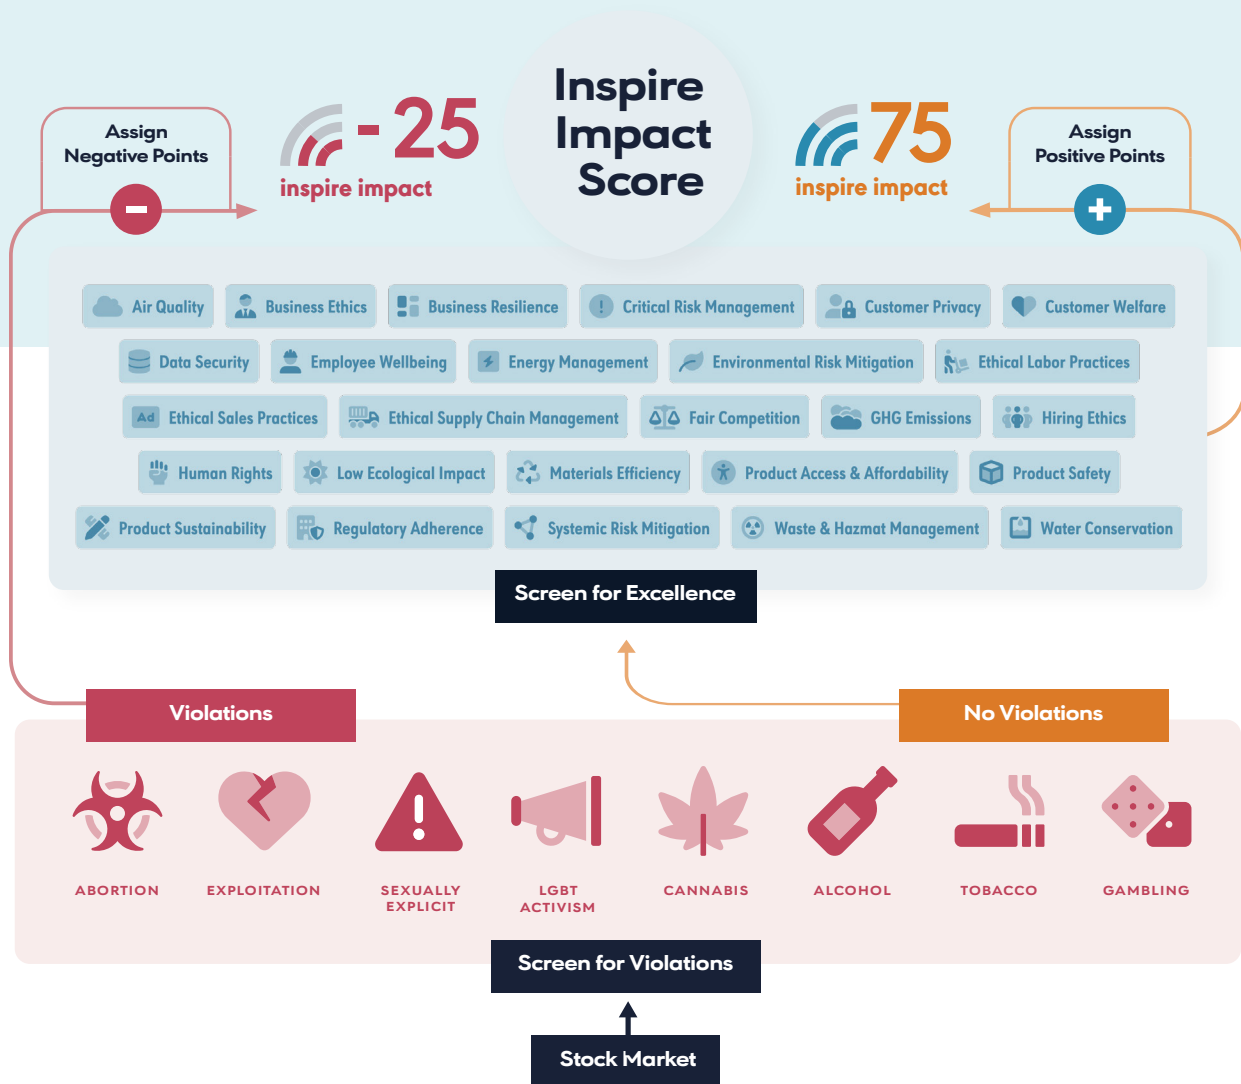 Inspire
Impact
Score
Assign
Negative Points
- 25
inspire impact
75
inspire impact
Assign
Positive Points
Air Quality
Business Ethics
Business Resilience
Critical Risk Management
Customer Privacy
Customer Welfare
Data Security
Employee Wellbeing
Energy Management
Environmental Risk Mitigation
Ethical Labor Practices
Ad
Ethical Sales Practices
Ethical Supply Chain Management
Fair Competition
GHG Emissions
Hiring Ethics
Human Rights
Low Ecological Impact
Materials Efficiency
Product Access & Affordability
Product Safety
Product Sustainability
Regulatory Adherence
Systemic Risk Mitigation
Waste & Hazmat Management
Water Conservation
Screen for Excellence
Violations
No Violations
ABORTION
EXPLOITATION
SEXUALLY
EXPLICIT
LGBT
ACTIVISM
CANNABIS
ALCOHOL
TOBACCO
GAMBLING
Screen for Violations
Stock Market